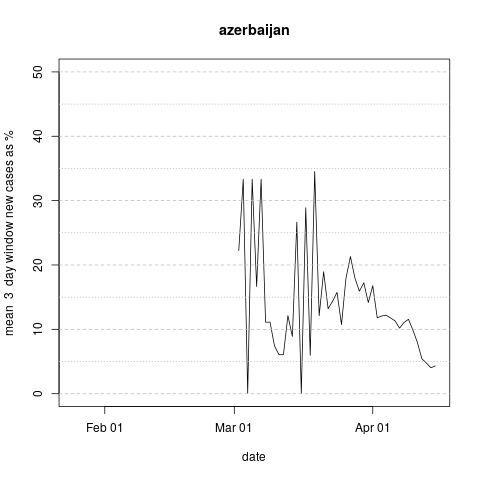 azerbaijan
mean 3 day window new cases as %
50
40
30
20
10
0
Feb 01
Mar 01
Apr 01
date